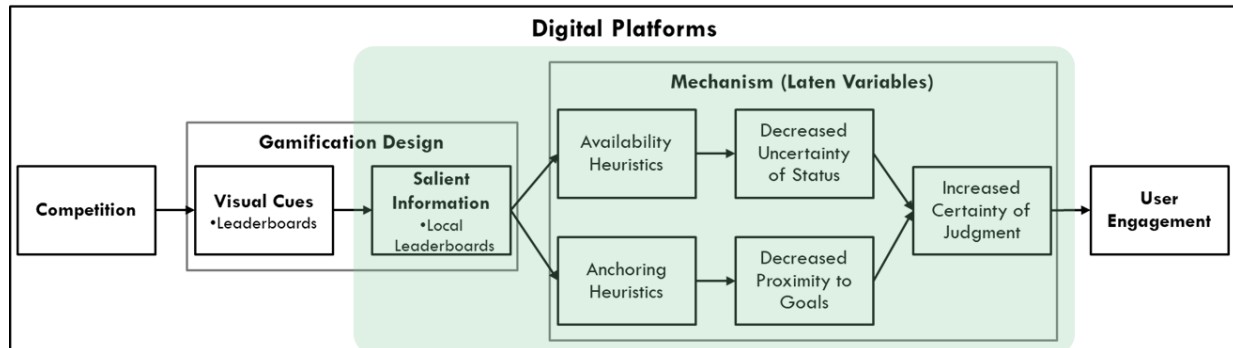 Digital Platforms
Mechanism (Laten Variables)
Gamification Design
Competition
Visual Cues
•Leaderboards
Salient
Information
•Local
Leaderboards
Availability
Heuristics
Decreased
Uncertainty
of Status
Anchoring
Heuristics
Decreased
Proximity to
Goals
Increased
Certainty of
Judgment
User
Engagement